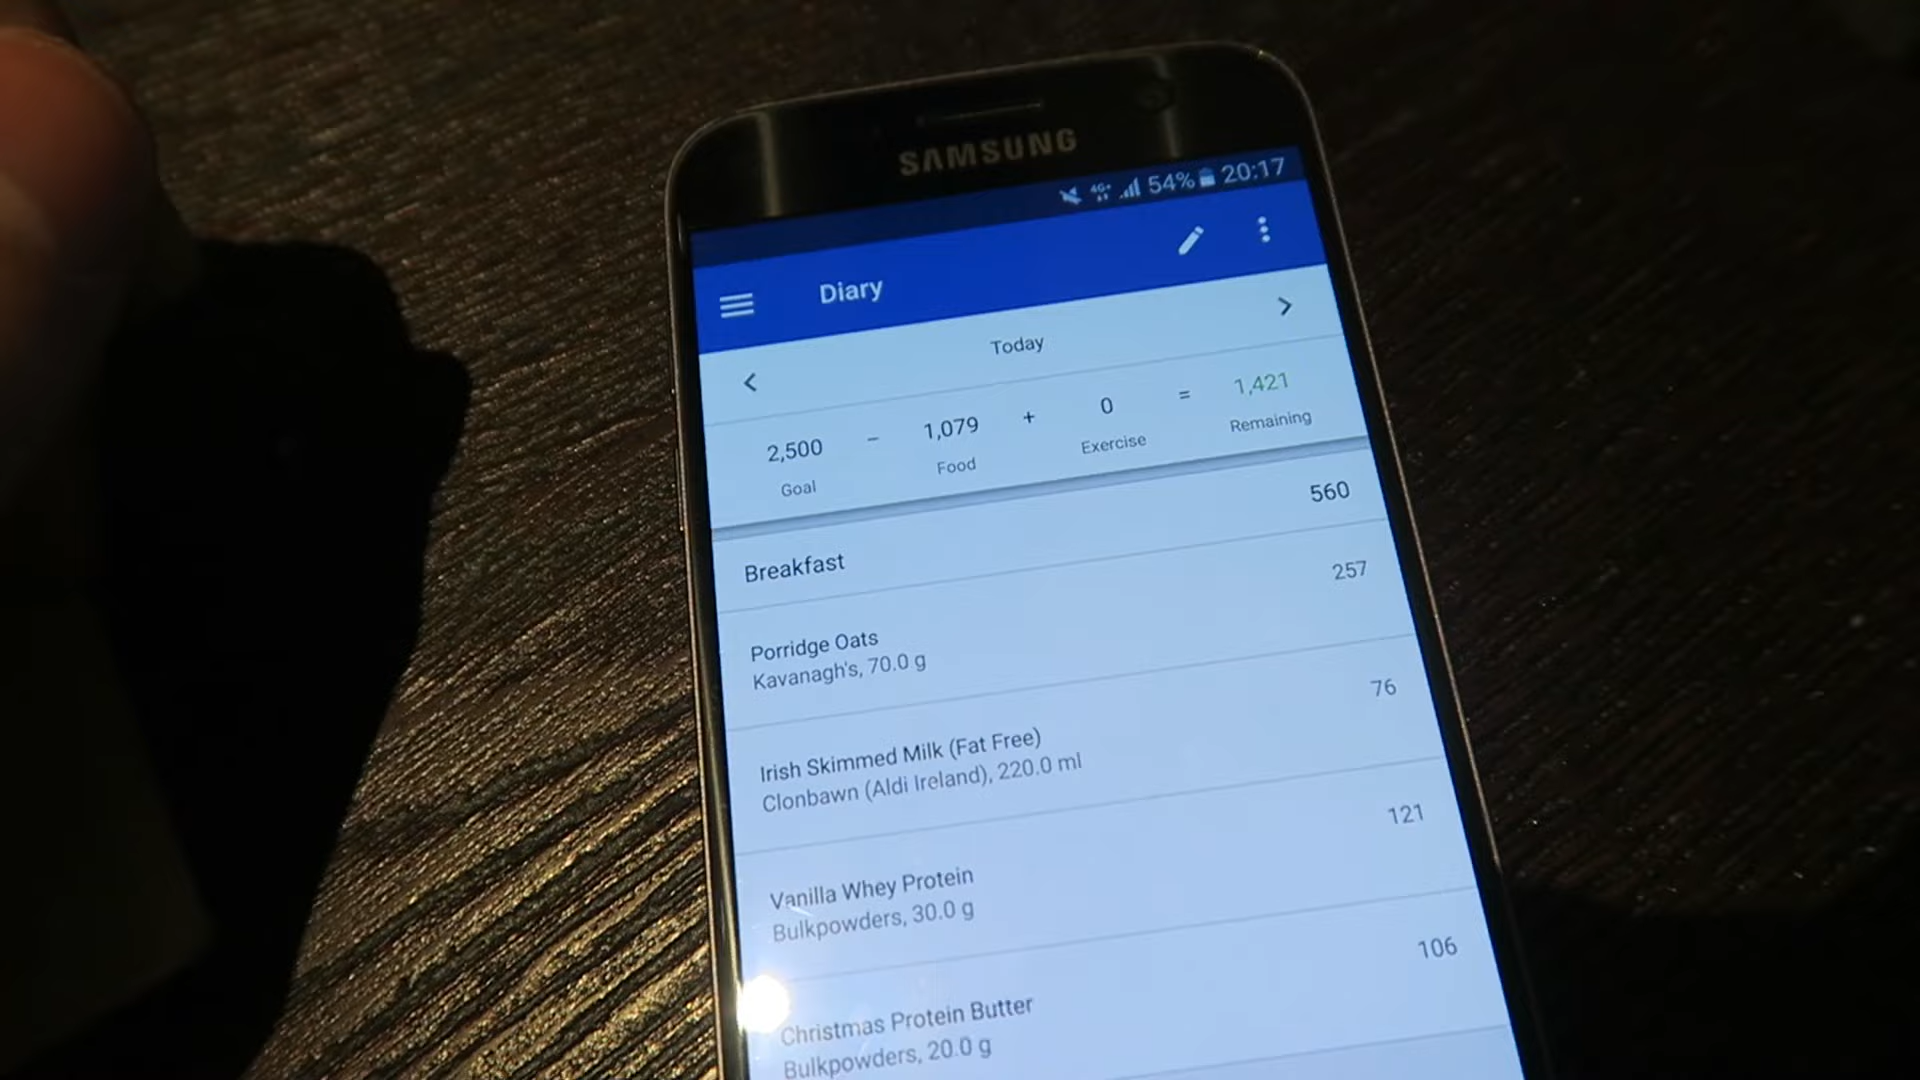 SAMSUNG
4G+ 54% 20:17
Diary
Today
2,500 - 1,079 + 0 = 1,421
Goal Food Exercise Remaining
Breakfast 560
Porridge Oats 257
Kavanagh's, 70.0 g
Irish Skimmed Milk (Fat Free) 76
Clonbawn (Aldi Ireland), 220.0 ml
Vanilla Whey Protein 121
Bulkpowders, 30.0 g
Christmas Protein Butter 106
Bulkpowders, 20.0 g